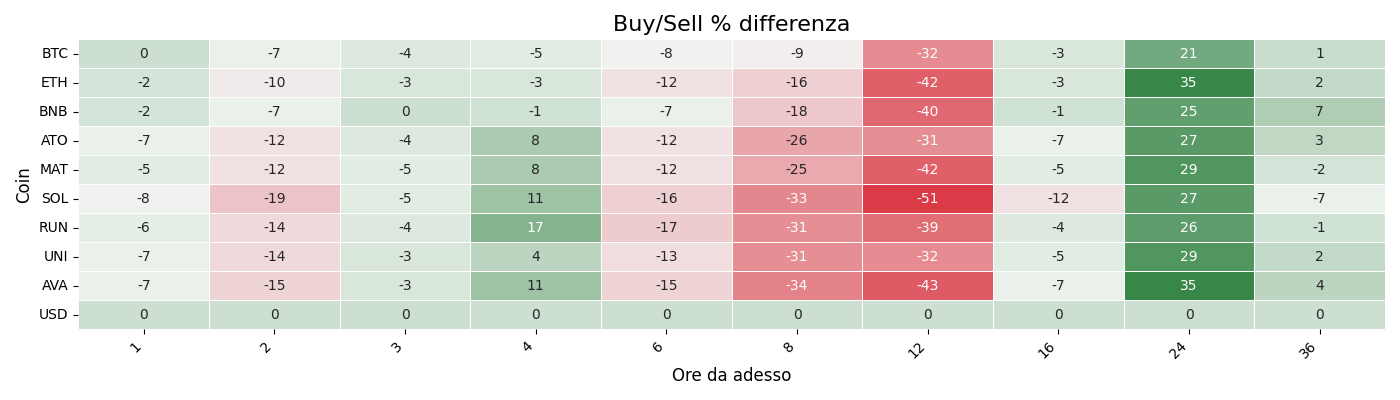 Buy/Sell % differenza
Coin
BTC 0 -7 -4 -5 -8 -9 -32 -3 21 1
ETH -2 -10 -3 -3 -12 -16 -42 -3 35 2
BNB -2 -7 0 -1 -7 -18 -40 -1 25 7
ATO -7 -12 -4 8 -12 -26 -31 -7 27 3
MAT -5 -12 -5 8 -12 -25 -42 -5 29 -2
SOL -8 -19 -5 11 -16 -33 -51 -12 27 -7
RUN -6 -14 -4 17 -17 -31 -39 -4 26 -1
UNI -7 -14 -3 4 -13 -31 -32 -5 29 2
AVA -7 -15 -3 11 -15 -34 -43 -7 35 4
USD 0 0 0 0 0 0 0 0 0 0
1 2 3 4 6 8 12 16 24 36
Ore da adesso